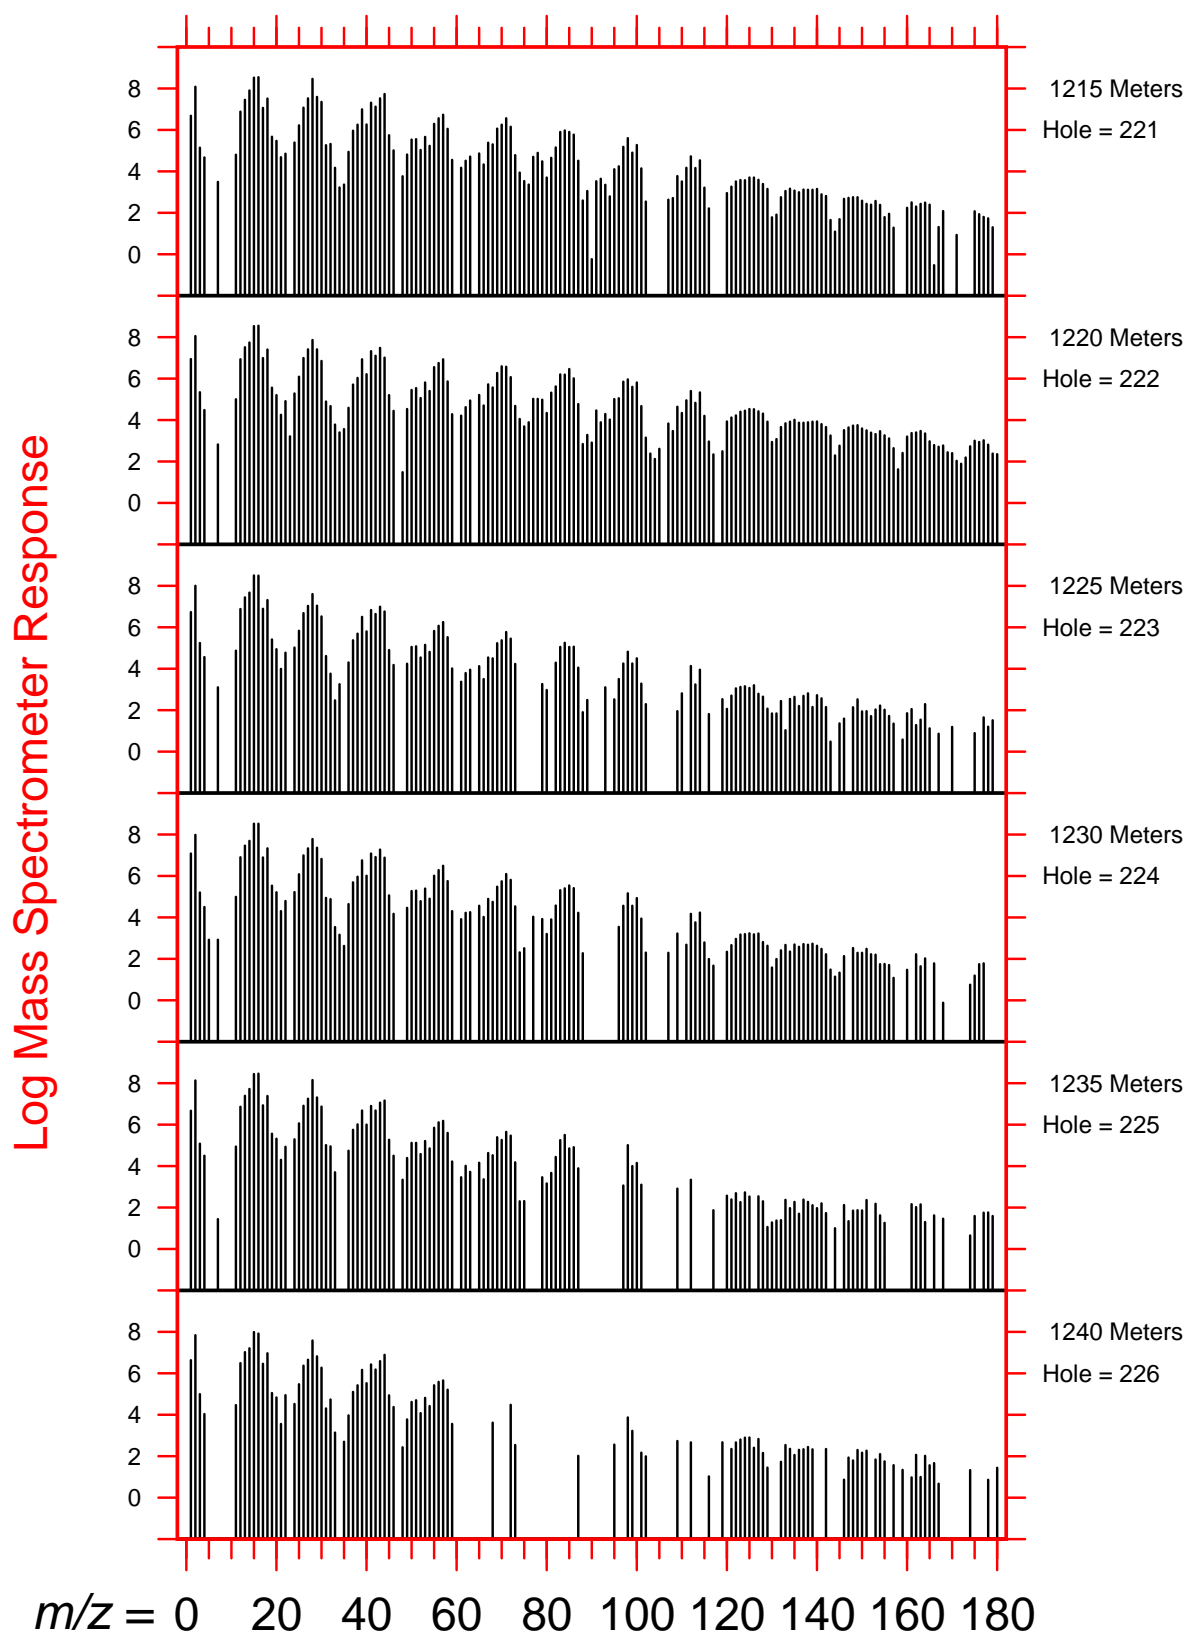 8
6
4
2
0
1215 Meters
Hole = 221
8
6
4
2
0
1220 Meters
Hole = 222
8
6
4
2
0
1225 Meters
Hole = 223
8
6
4
2
0
1230 Meters
Hole = 224
8
6
4
2
0
1235 Meters
Hole = 225
8
6
4
2
0
1240 Meters
Hole = 226
Log Mass Spectrometer Response
m/z = 0 20 40 60 80 100 120 140 160 180